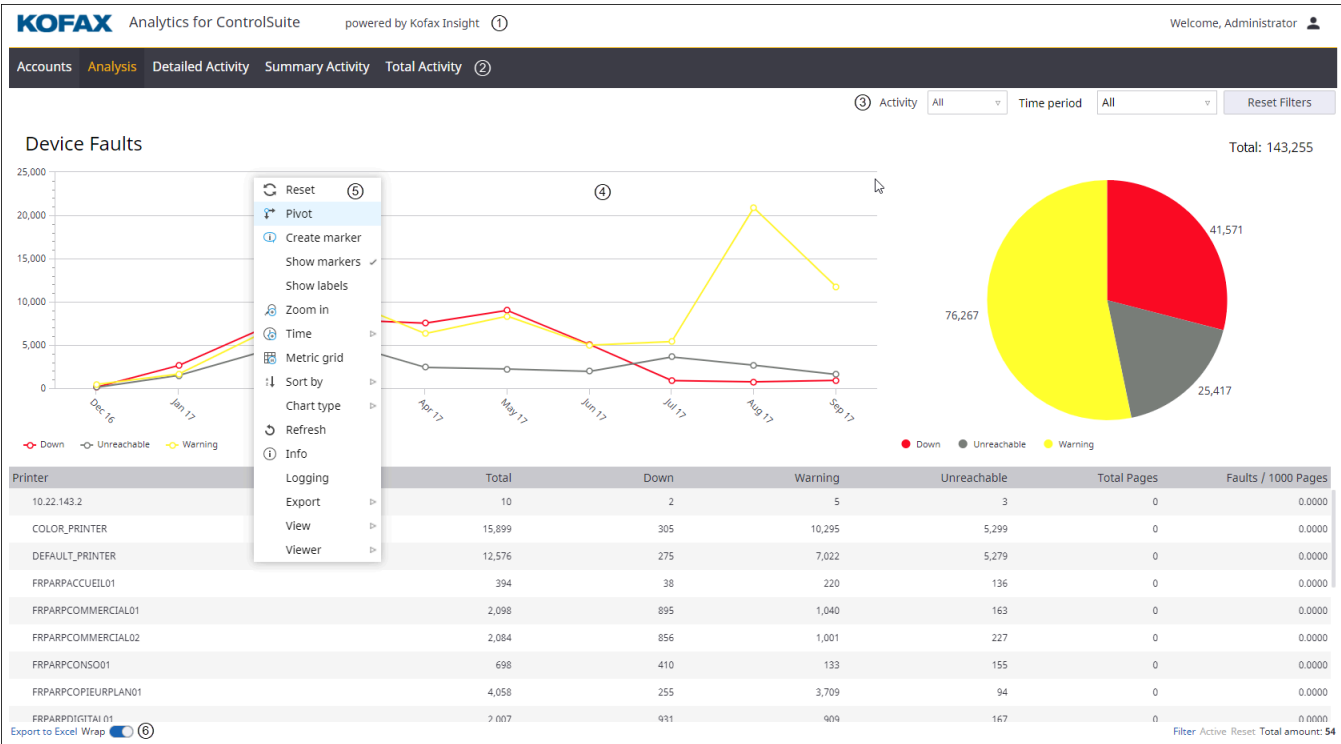 KOFAX Analytics for ControlSuite powered by Kofax Insight ① Welcome, Administrator
Accounts Analysis Detailed Activity Summary Activity Total Activity ②
③ Activity All Time period All Reset Filters
Device Faults
Total: 143,255
25,000
20,000
15,000
10,000
5,000
0
Dec 16
Jan 17
Apr 17
May 17
Jun 17
Jul 17
Aug 17
Sep 17
Down Unreachable Warning
Reset ⑤
Pivot
Create marker
Show markers
Show labels
Zoom in
Time
Metric grid
Sort by
Chart type
Refresh
Info
Logging
Export
View
Viewer
④
41,571
76,267
25,417
Down Unreachable Warning
Printer Total Down Warning Unreachable Total Pages Faults / 1000 Pages
10.22.143.2 10 2 5 3 0 0.0000
COLOR_PRINTER 15,899 305 10,295 5,299 0 0.0000
DEFAULT_PRINTER 12,576 275 7,022 5,279 0 0.0000
FRPARPACCUEIL01 394 38 220 136 0 0.0000
FRPARPCOMMERCIAL01 2,098 895 1,040 163 0 0.0000
FRPARPCOMMERCIAL02 2,084 856 1,001 227 0 0.0000
FRPARPCONSO01 698 410 133 155 0 0.0000
FRPARPCOPIEURPLAN01 4,058 255 3,709 94 0 0.0000
FRPARPDIGITAL01 2,007 931 909 167 0 0.0000
Export to Excel Wrap ⑥ Filter Active Reset Total amount: 54